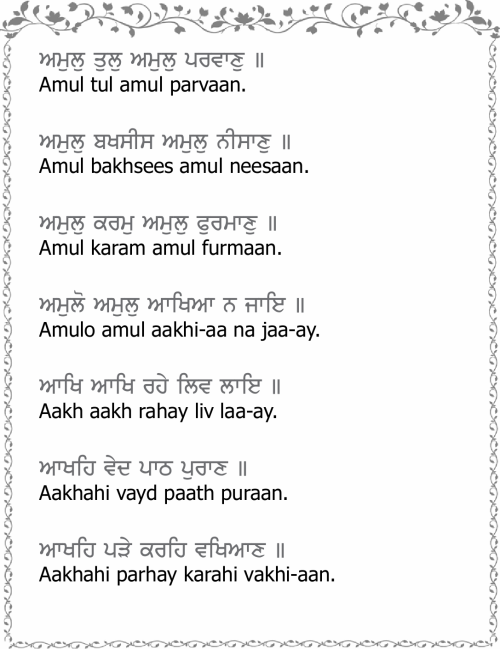 ਅਮੁਲੁ ਤੁਲੁ ਅਮੁਲੁ ਪਰਵਾਣੁ ॥
Amul tul amul parvaan.
ਅਮੁਲੁ ਬਖਸੀਸ ਅਮੁਲੁ ਨੀਸਾਣੁ ॥
Amul bakhsees amul neesaan.
ਅਮੁਲੁ ਕਰਮੁ ਅਮੁਲੁ ਫੁਰਮਾਣੁ ॥
Amul karam amul furmaan.
ਅਮੁਲੋ ਅਮੁਲੁ ਆਖਿਆ ਨ ਜਾਇ ॥
Amulo amul aakhi-aa na jaa-ay.
ਆਖਿ ਆਖਿ ਰਹੇ ਲਿਵ ਲਾਇ ॥
Aakh aakh rahay liv laa-ay.
ਆਖਹਿ ਵੇਦ ਪਾਠ ਪੁਰਾਣ ॥
Aakhahi vayd paath puraan.
ਆਖਹਿ ਪੜੇ ਕਰਹਿ ਵਖਿਆਣ ॥
Aakhahi parhay karahi vakhi-aan.